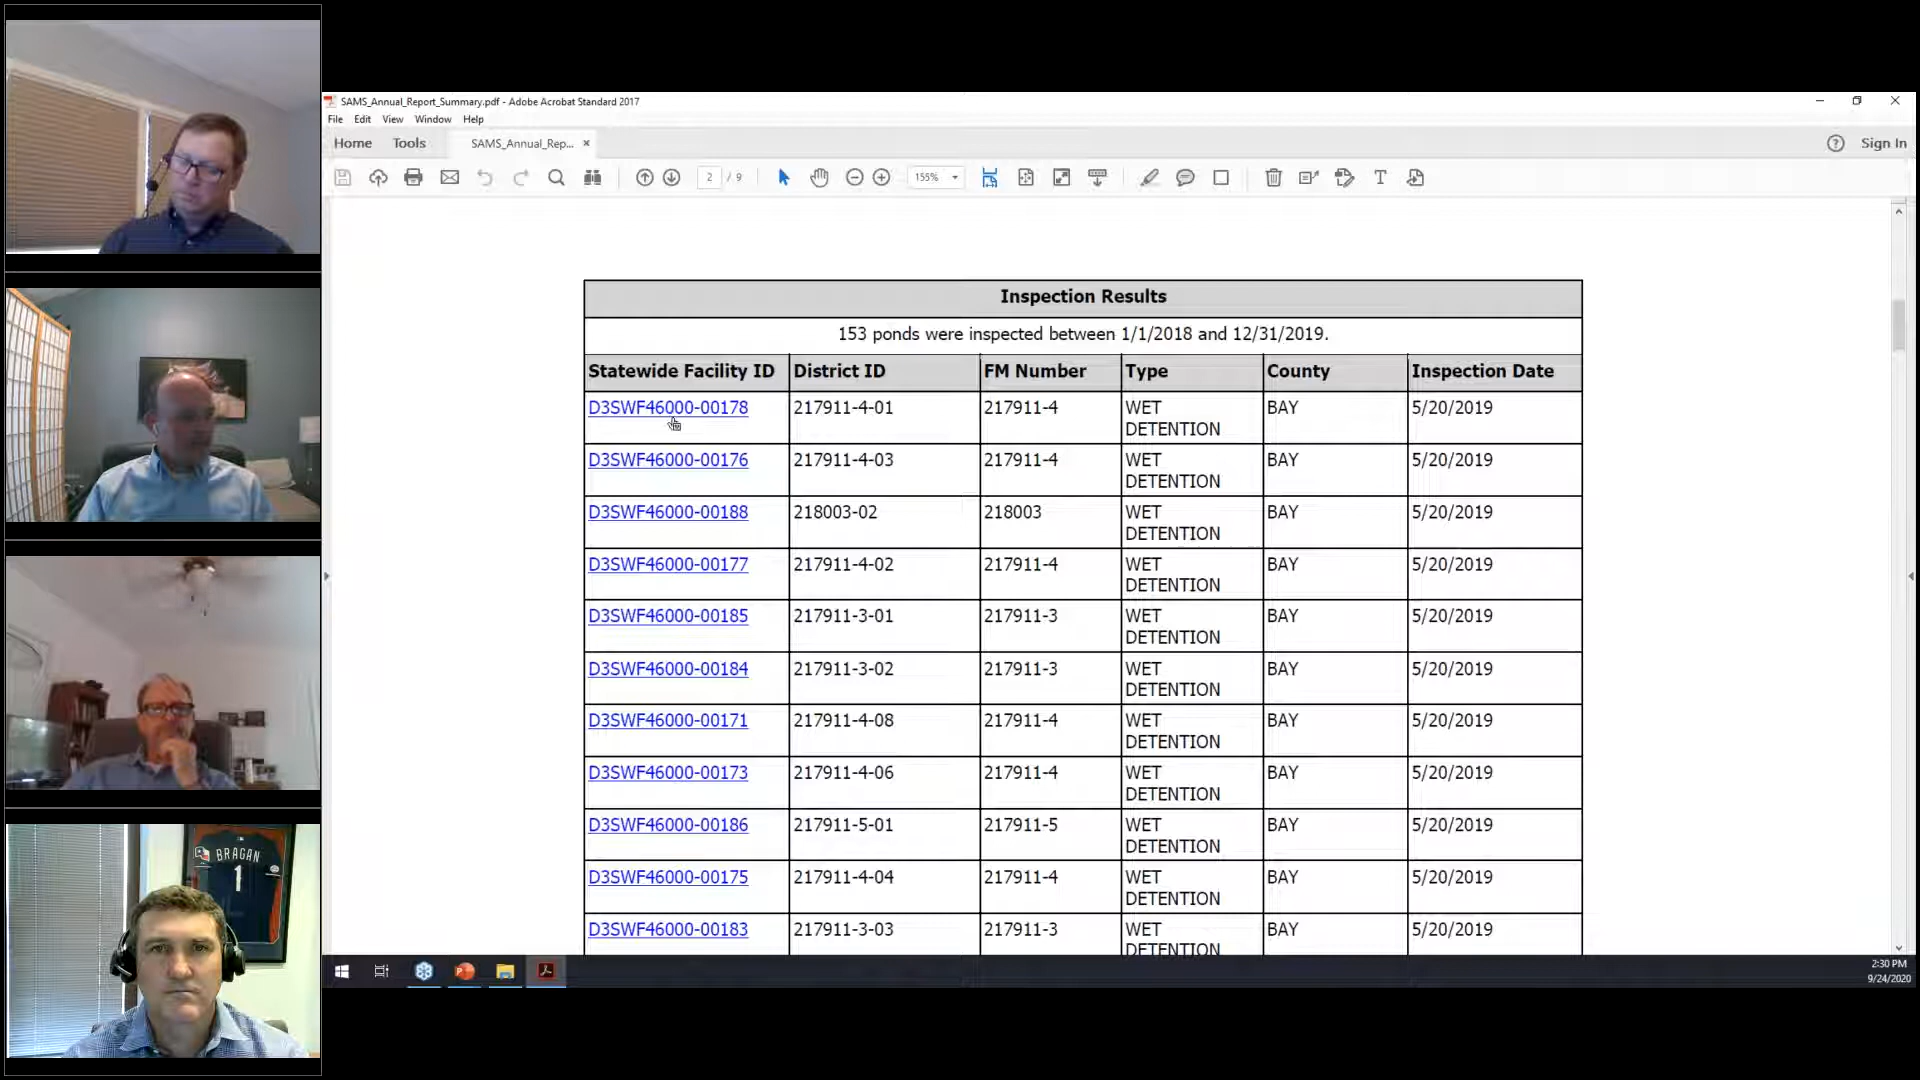 SAMS_Annual_Report_Summary.pdf - Adobe Acrobat Standard 2017
File Edit View Window Help
Home Tools SAMS_Annual_Rep... × Sign In
2 / 9 155%
Inspection Results
153 ponds were inspected between 1/1/2018 and 12/31/2019.
Statewide Facility ID District ID FM Number Type County Inspection Date
D3SWF46000-00178 217911-4-01 217911-4 WET BAY 5/20/2019
DETENTION
D3SWF46000-00176 217911-4-03 217911-4 WET BAY 5/20/2019
DETENTION
D3SWF46000-00188 218003-02 218003 WET BAY 5/20/2019
DETENTION
D3SWF46000-00177 217911-4-02 217911-4 WET BAY 5/20/2019
DETENTION
D3SWF46000-00185 217911-3-01 217911-3 WET BAY 5/20/2019
DETENTION
D3SWF46000-00184 217911-3-02 217911-3 WET BAY 5/20/2019
DETENTION
D3SWF46000-00171 217911-4-08 217911-4 WET BAY 5/20/2019
DETENTION
D3SWF46000-00173 217911-4-06 217911-4 WET BAY 5/20/2019
DETENTION
D3SWF46000-00186 217911-5-01 217911-5 WET BAY 5/20/2019
DETENTION
D3SWF46000-00175 217911-4-04 217911-4 WET BAY 5/20/2019
DETENTION
D3SWF46000-00183 217911-3-03 217911-3 WET BAY 5/20/2019
DETENTION
2:30 PM
9/24/2020
BRAGAN
1